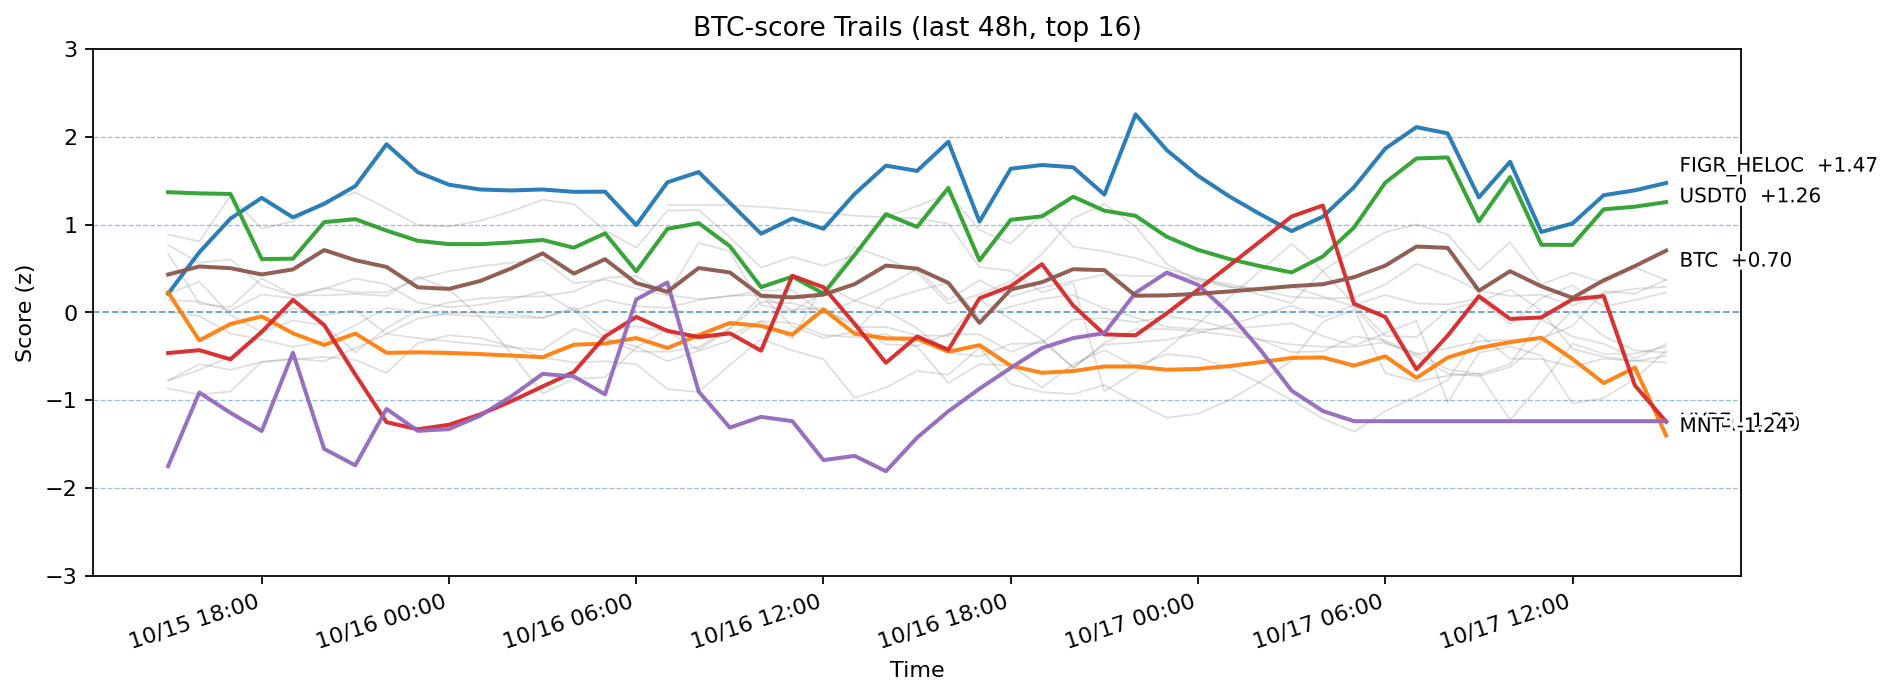 BTC-score Trails (last 48h, top 16)
3
2
1
0
−1
−2
−3
Score (z)
FIGR_HELOC +1.47
USDT0 +1.26
BTC +0.70
MNT -1.24
10/15 18:00
10/16 00:00
10/16 06:00
10/16 12:00
10/16 18:00
10/17 00:00
10/17 06:00
10/17 12:00
Time